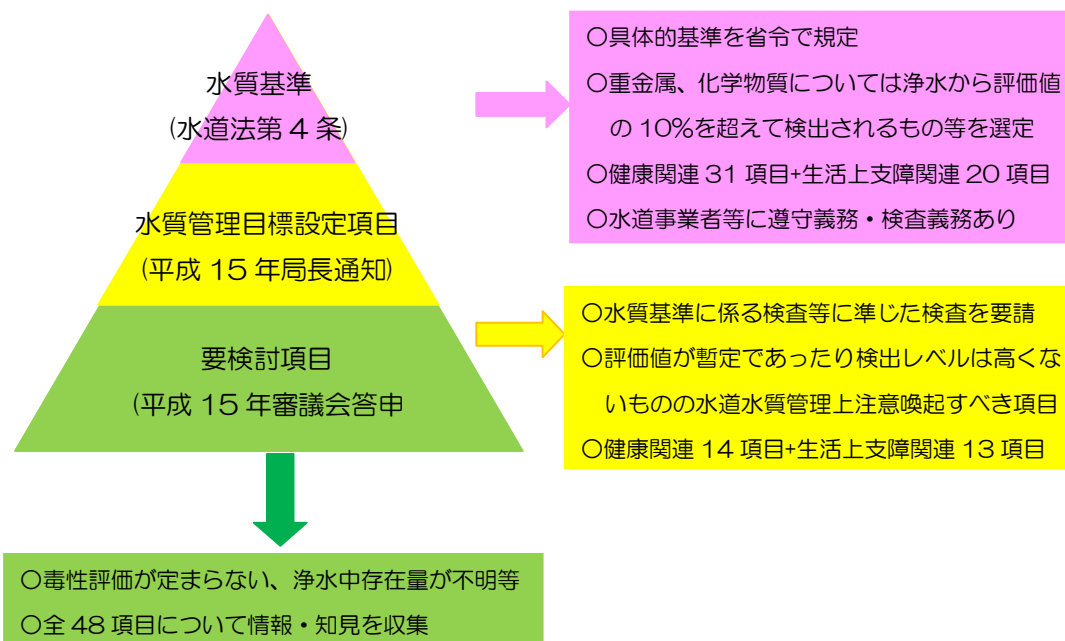 水質基準
(水道法第 4 条)
水質管理目標設定項目
(平成 15 年局長通知)
要検討項目
(平成 15 年審議会答申
〇具体的基準を省令で規定
〇重金属、化学物質については浄水から評価値
の 10%を超えて検出されるもの等を選定
〇健康関連 31 項目+生活上支障関連 20 項目
〇水道事業者等に遵守義務・検査義務あり
〇水質基準に係る検査等に準じた検査を要請
〇評価値が暫定であったり検出レベルは高くな
いものの水道水質管理上注意喚起すべき項目
〇健康関連 14 項目+生活上支障関連 13 項目
〇毒性評価が定まらない、浄水中存在量が不明等
〇全 48 項目について情報・知見を収集